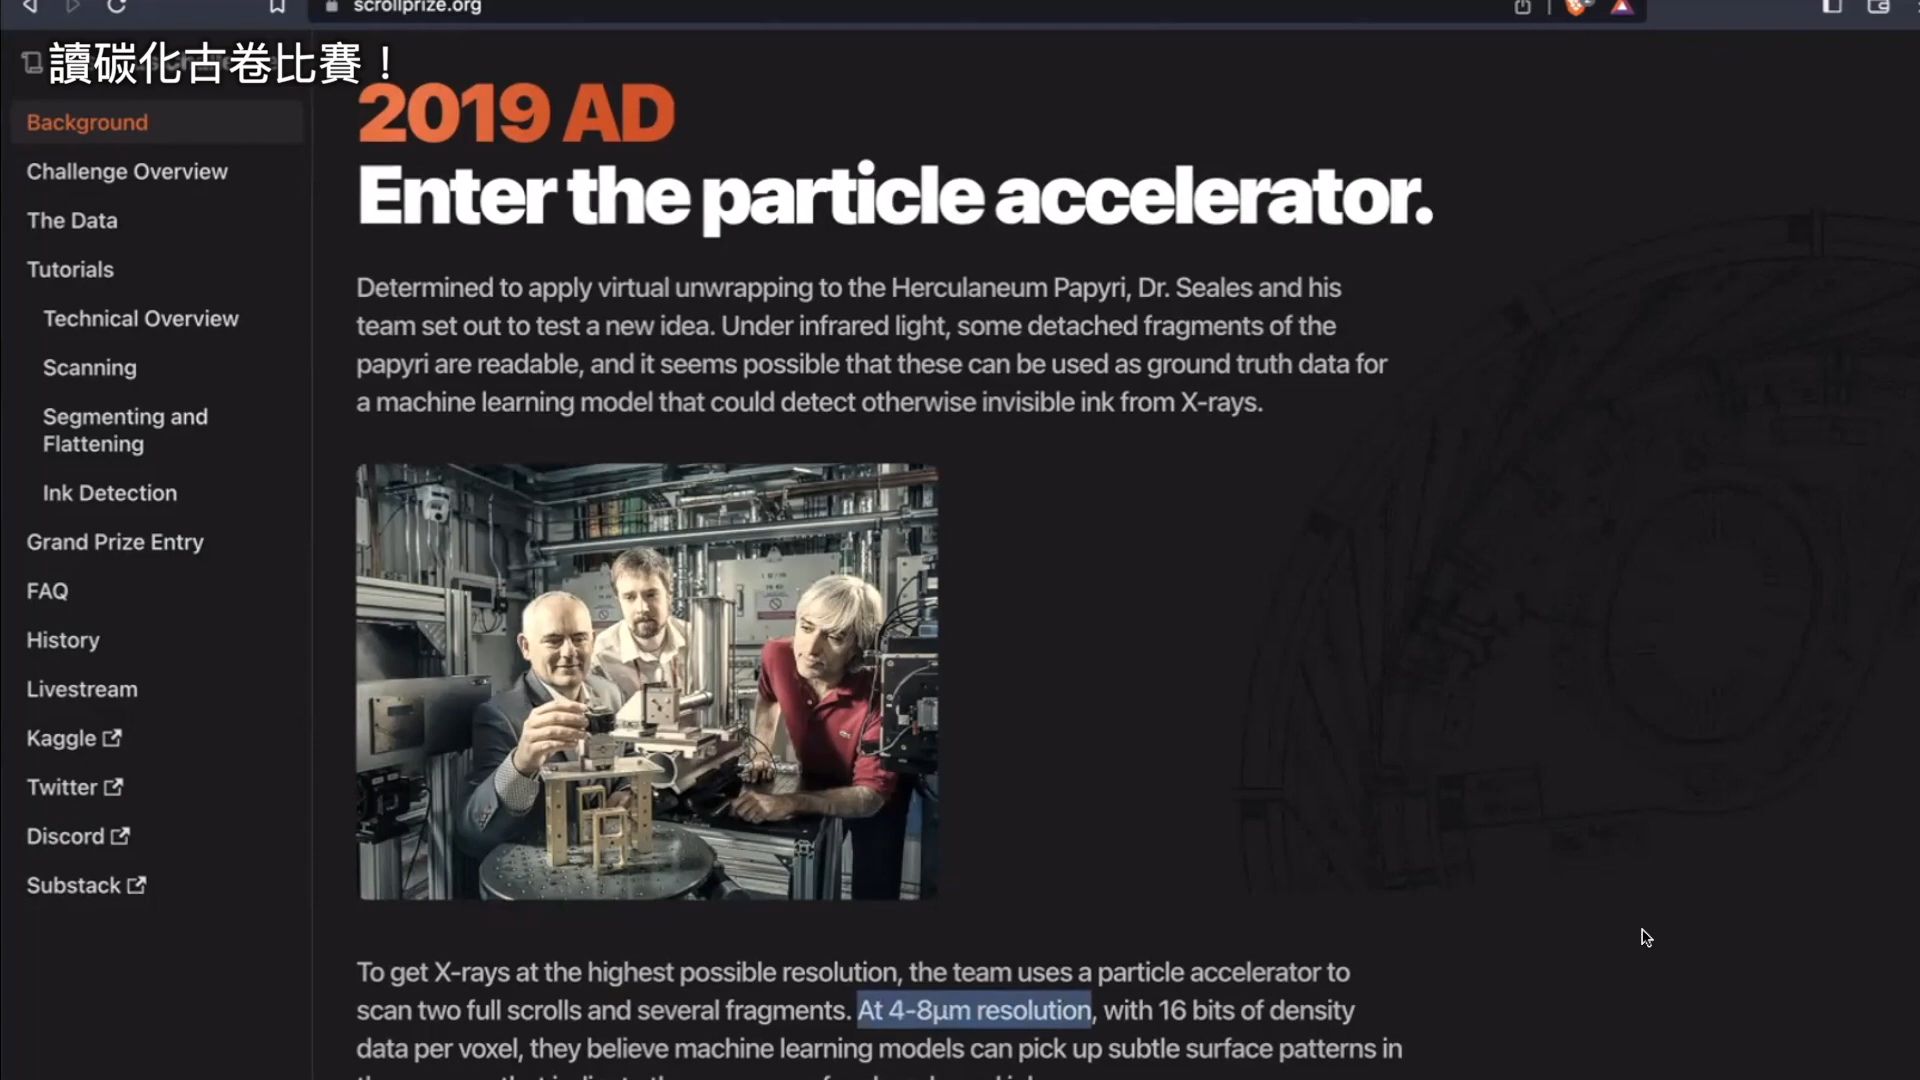 scrollprize.org
讀碳化古卷比賽！
Background
Challenge Overview
The Data
Tutorials
Technical Overview
Scanning
Segmenting and
Flattening
Ink Detection
Grand Prize Entry
FAQ
History
Livestream
Kaggle
Twitter
Discord
Substack
2019 AD
Enter the particle accelerator.
Determined to apply virtual unwrapping to the Herculaneum Papyri, Dr. Seales and his
team set out to test a new idea. Under infrared light, some detached fragments of the
papyri are readable, and it seems possible that these can be used as ground truth data for
a machine learning model that could detect otherwise invisible ink from X-rays.
To get X-rays at the highest possible resolution, the team uses a particle accelerator to
scan two full scrolls and several fragments. At 4-8µm resolution, with 16 bits of density
data per voxel, they believe machine learning models can pick up subtle surface patterns in